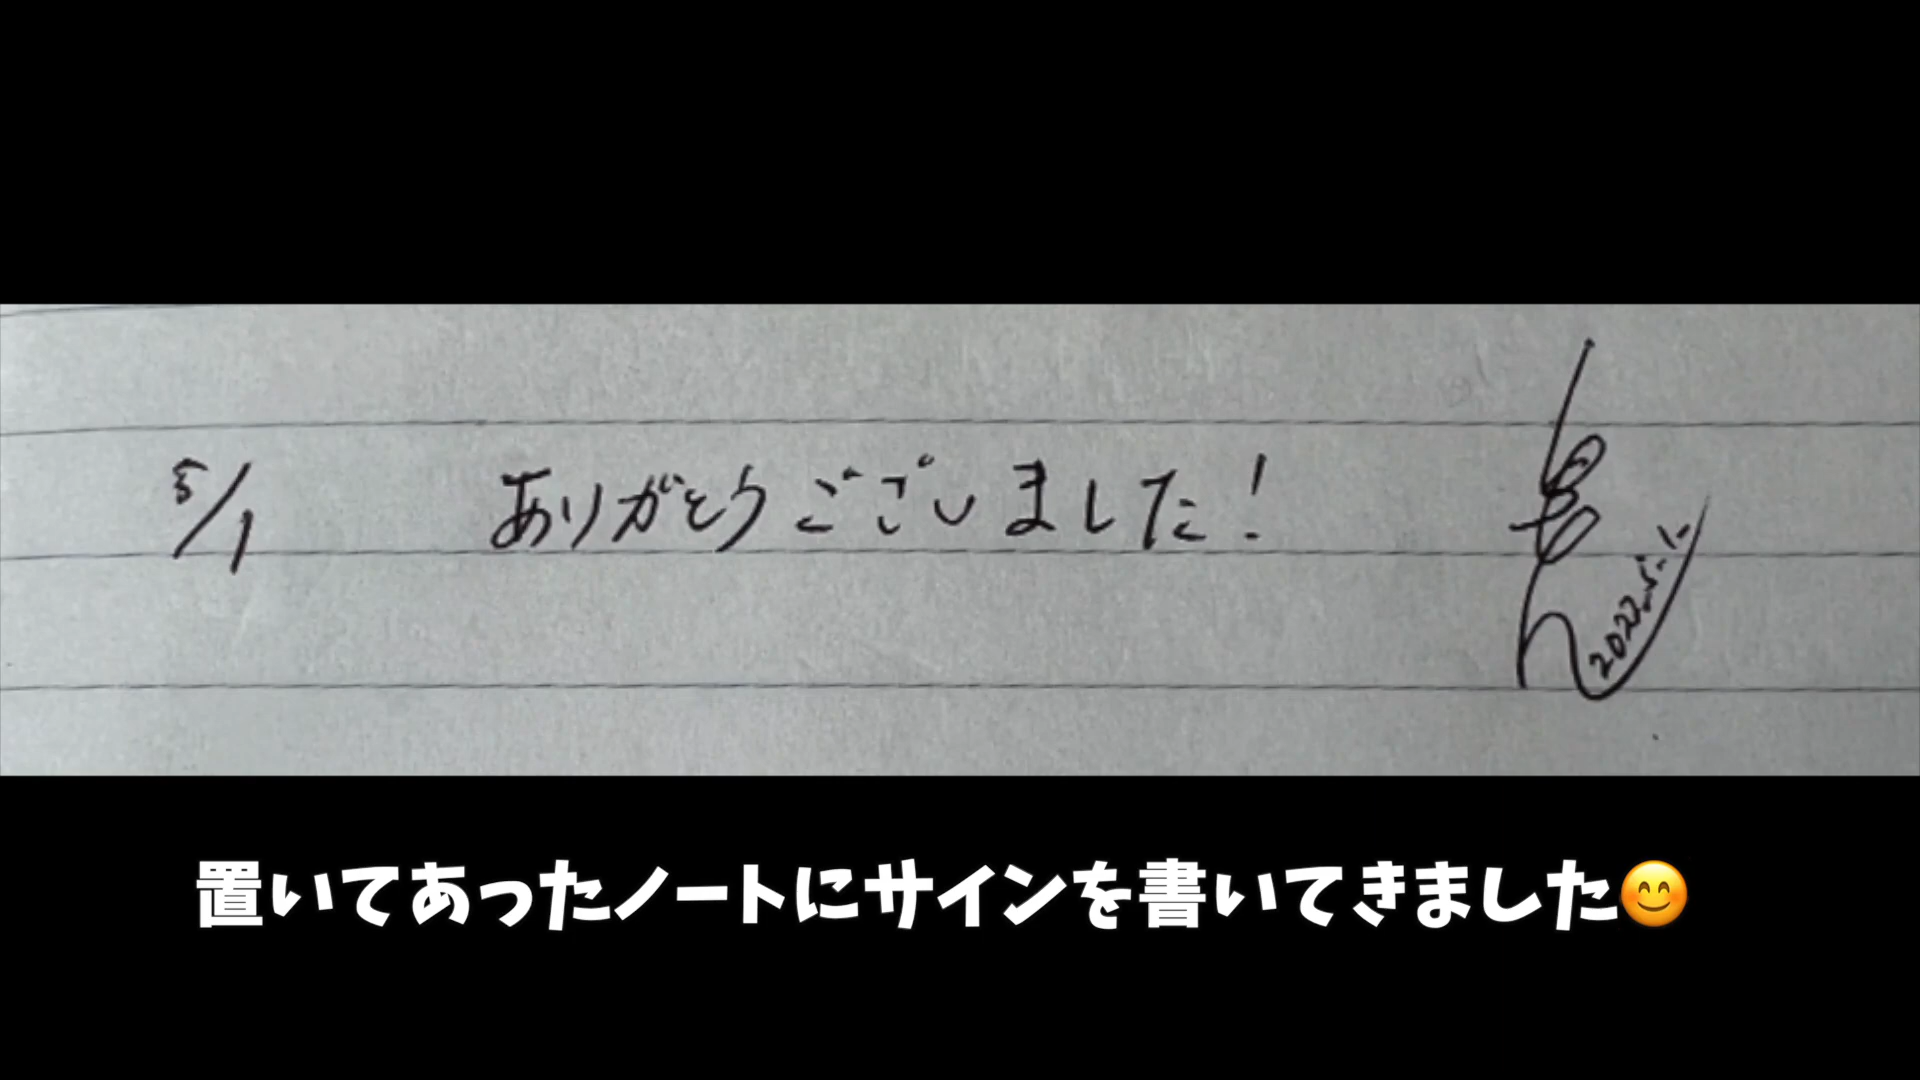 5/1 ありがとうございました!
2022.5.1.
置いてあったノートにサインを書いてきました😊